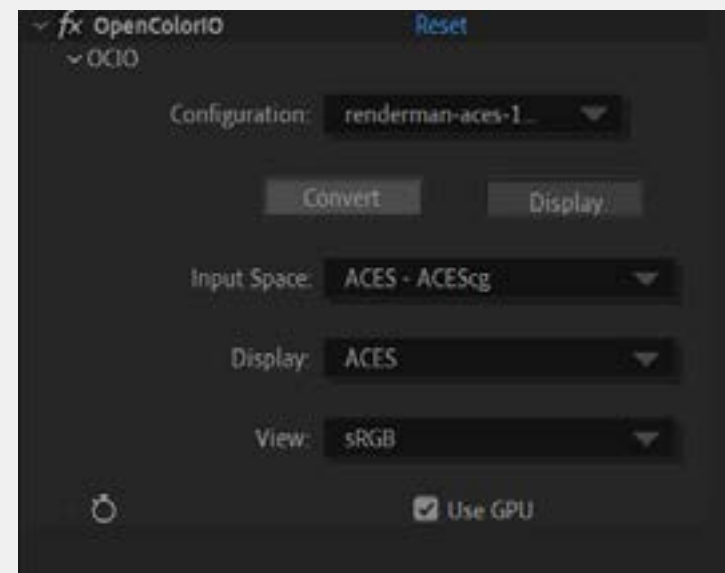 fx OpenColorIO Reset
OCIO
Configuration: renderman-aces-1...
Convert Display
Input Space: ACES - ACEScg
Display: ACES
View: sRGB
Use GPU